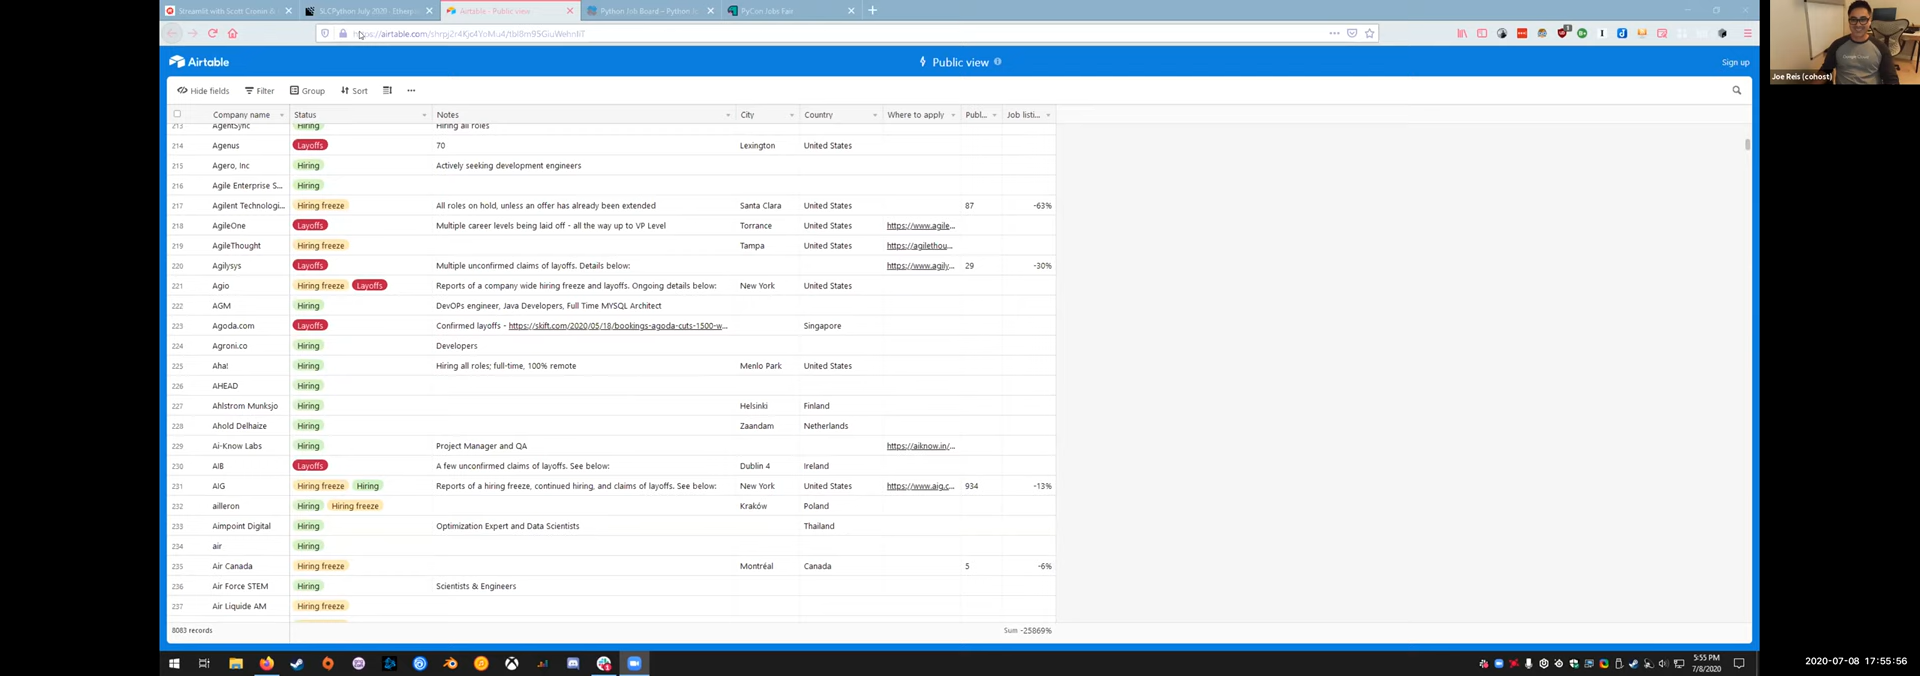 Streamlit with Scott Cronin &
SLCPython July 2020 - Etherp
Airtable - Public view
Python Job Board - Python Jo
PyCon Jobs Fair
https://airtable.com/shrpj2r4Kjo4YoMu4/tbl8m95GiuWehnIiT
Airtable
Public view
Sign up
Hide fields Filter Group Sort
Company name Status Notes City Country Where to apply Publ... Job listi...
213 AgentSync Hiring Hiring all roles
214 Agenus Layoffs 70 Lexington United States
215 Agero, Inc Hiring Actively seeking development engineers
216 Agile Enterprise S... Hiring
217 Agilent Technologi... Hiring freeze All roles on hold, unless an offer has already been extended Santa Clara United States 87 -63%
218 AgileOne Layoffs Multiple career levels being laid off - all the way up to VP Level Torrance United States https://www.agile...
219 AgileThought Hiring freeze Tampa United States https://agilethou...
220 Agilysys Layoffs Multiple unconfirmed claims of layoffs. Details below: https://www.agily... 29 -30%
221 Agio Hiring freeze Layoffs Reports of a company wide hiring freeze and layoffs. Ongoing details below: New York United States
222 AGM Hiring DevOPs engineer, Java Developers, Full Time MYSQL Architect
223 Agoda.com Layoffs Confirmed layoffs - https://skift.com/2020/05/18/bookings-agoda-cuts-1500-w... Singapore
224 Agroni.co Hiring Developers
225 Aha! Hiring Hiring all roles; full-time, 100% remote Menlo Park United States
226 AHEAD Hiring
227 Ahlstrom Munksjo Hiring Helsinki Finland
228 Ahold Delhaize Hiring Zaandam Netherlands
229 Ai-Know Labs Hiring Project Manager and QA https://aiknow.in/...
230 AIB Layoffs A few unconfirmed claims of layoffs. See below: Dublin 4 Ireland
231 AIG Hiring freeze Hiring Reports of a hiring freeze, continued hiring, and claims of layoffs. See below: New York United States https://www.aig.c... 934 -13%
232 ailleron Hiring Hiring freeze Kraków Poland
233 Aimpoint Digital Hiring Optimization Expert and Data Scientists Thailand
234 air Hiring
235 Air Canada Hiring freeze Montréal Canada 5 -6%
236 Air Force STEM Hiring Scientists & Engineers
237 Air Liquide AM Hiring freeze
8083 records Sum -25869%
5:55 PM
7/8/2020
Joe Reis (cohost)
Google Cloud
2020-07-08 17:55:56